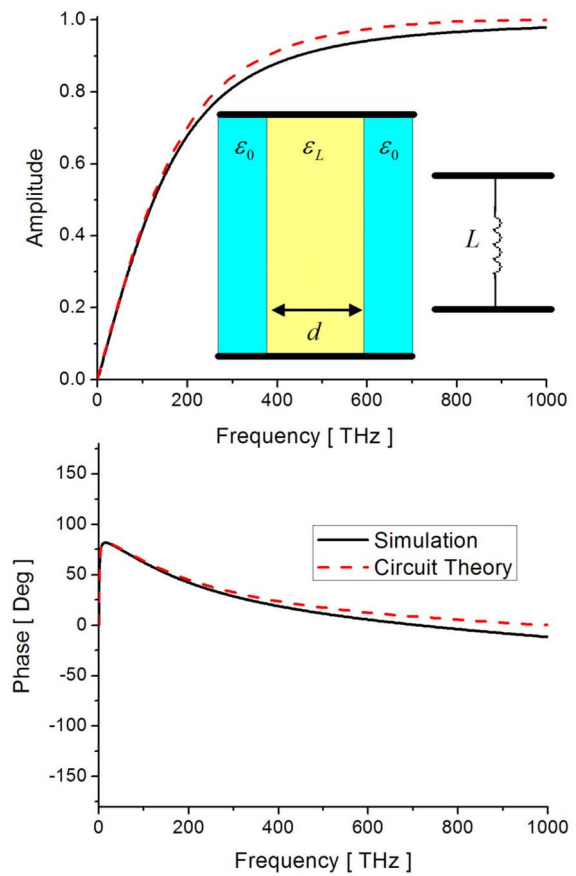 1.0
0.8
0.6
0.4
0.2
0.0
Amplitude
ε₀ ε_L ε₀
d
L
0 200 400 600 800 1000
Frequency [ THz ]
150
100
50
0
-50
-100
-150
Phase [ Deg ]
Simulation
Circuit Theory
0 200 400 600 800 1000
Frequency [ THz ]